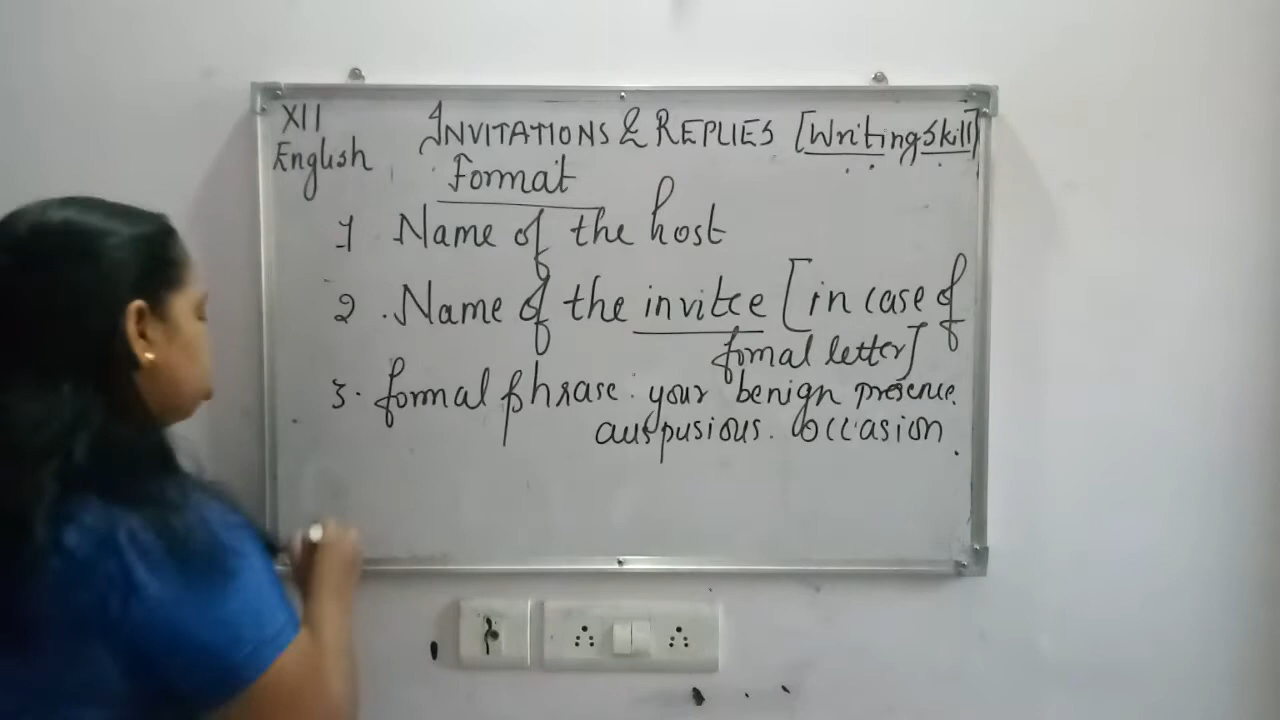 XII INVITATIONS & REPLIES [Writing Skill]
English
Format
1 Name of the host
2. Name of the invitee [in case of
fomal letter]
3. formal phrase: your benign presence.
auspusious. occasion.